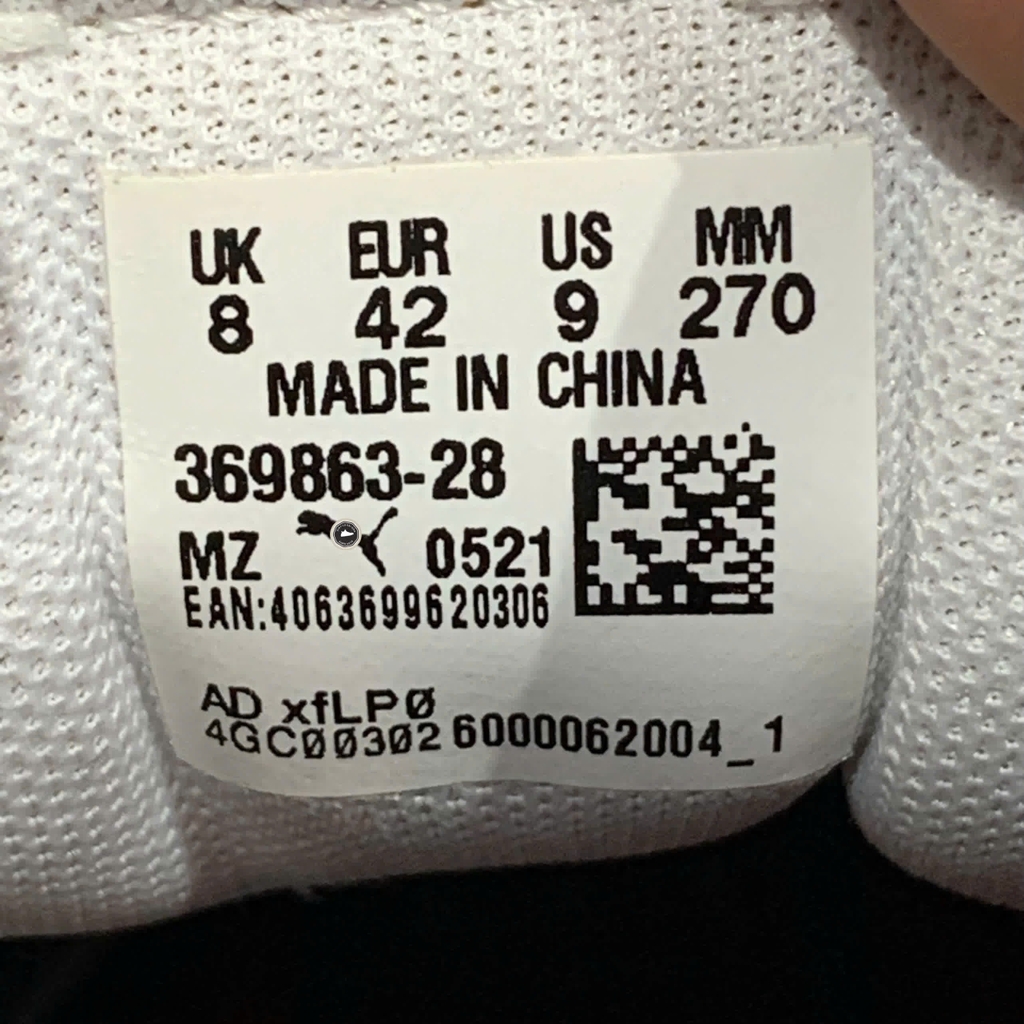 UK EUR US MM
8 42 9 270
MADE IN CHINA
369863-28
MZ 0521
EAN:4063699620306
AD xfLPØ
4GCØØ3Ø2 6000062004_1